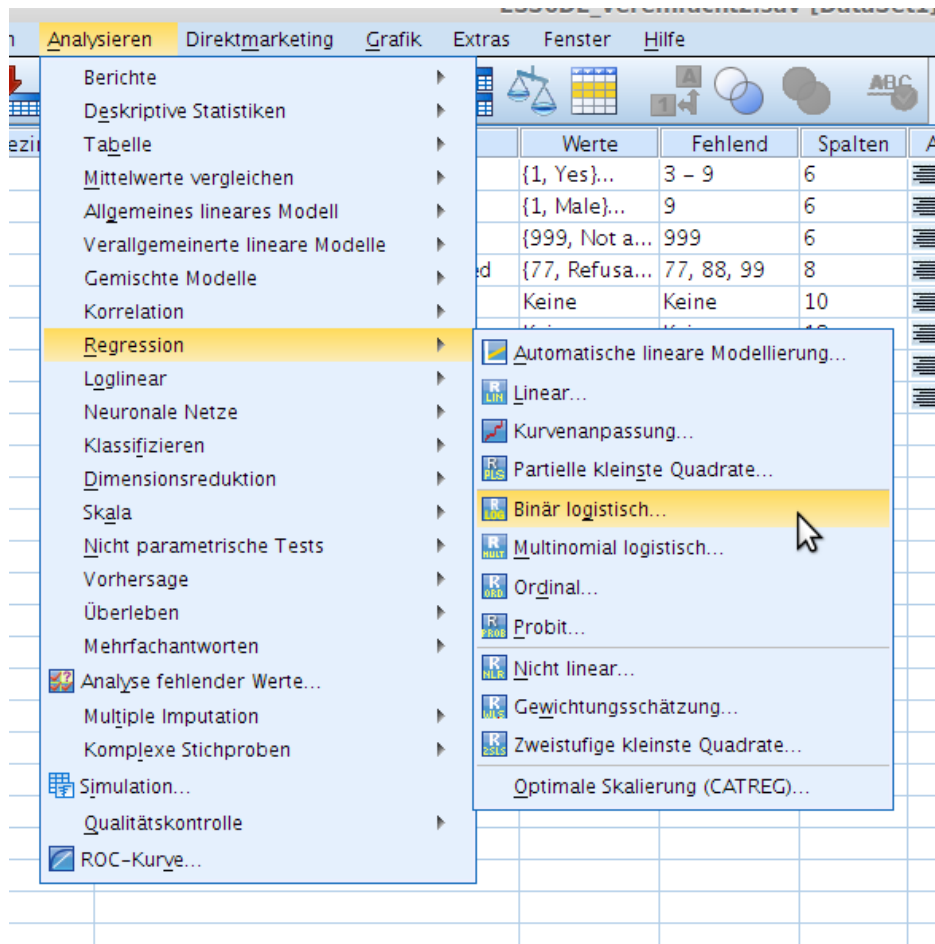 Analysieren Direktmarketing Grafik Extras Fenster Hilfe
Werte Fehlend Spalten
{1, Yes}... 3 – 9 6
{1, Male}... 9 6
{999, Not a... 999 6
{77, Refusa... 77, 88, 99 8
Keine Keine 10
Berichte
Deskriptive Statistiken
Tabelle
Mittelwerte vergleichen
Allgemeines lineares Modell
Verallgemeinerte lineare Modelle
Gemischte Modelle
Korrelation
Regression
Loglinear
Neuronale Netze
Klassifizieren
Dimensionsreduktion
Skala
Nicht parametrische Tests
Vorhersage
Überleben
Mehrfachantworten
Analyse fehlender Werte...
Multiple Imputation
Komplexe Stichproben
Simulation...
Qualitätskontrolle
ROC-Kurve...
Automatische lineare Modellierung...
Linear...
Kurvenanpassung...
Partielle kleinste Quadrate...
Binär logistisch...
Multinomial logistisch...
Ordinal...
Probit...
Nicht linear...
Gewichtungsschätzung...
Zweistufige kleinste Quadrate...
Optimale Skalierung (CATREG)...